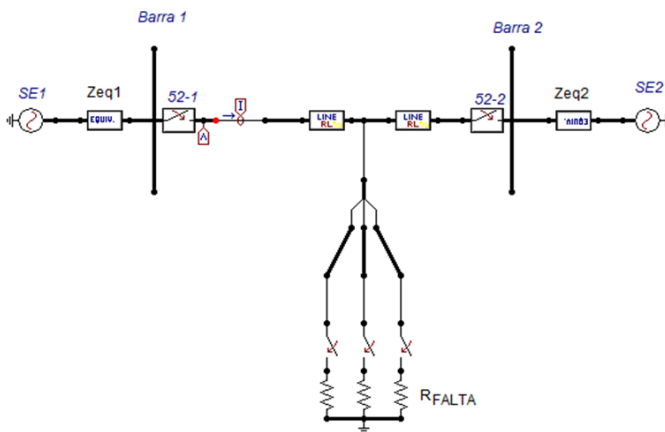 Barra 1
Barra 2
SE1
Zeq1
52-1
I
52-2
Zeq2
SE2
EQUIV.
LINE
RL
LINE
RL
EQUIV.
A
RFALTA